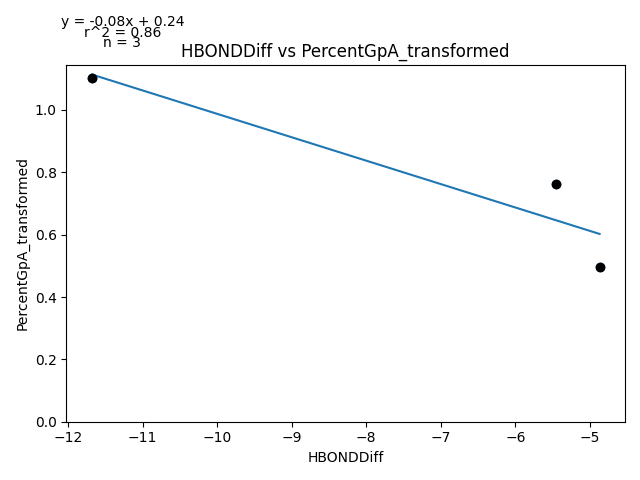 y = -0.08x + 0.24
r^2 = 0.86
n = 3
HBONDDiff vs PercentGpA_transformed
1.0
0.8
0.6
0.4
0.2
0.0
PercentGpA_transformed
−12 −11 −10 −9 −8 −7 −6 −5
HBONDDiff